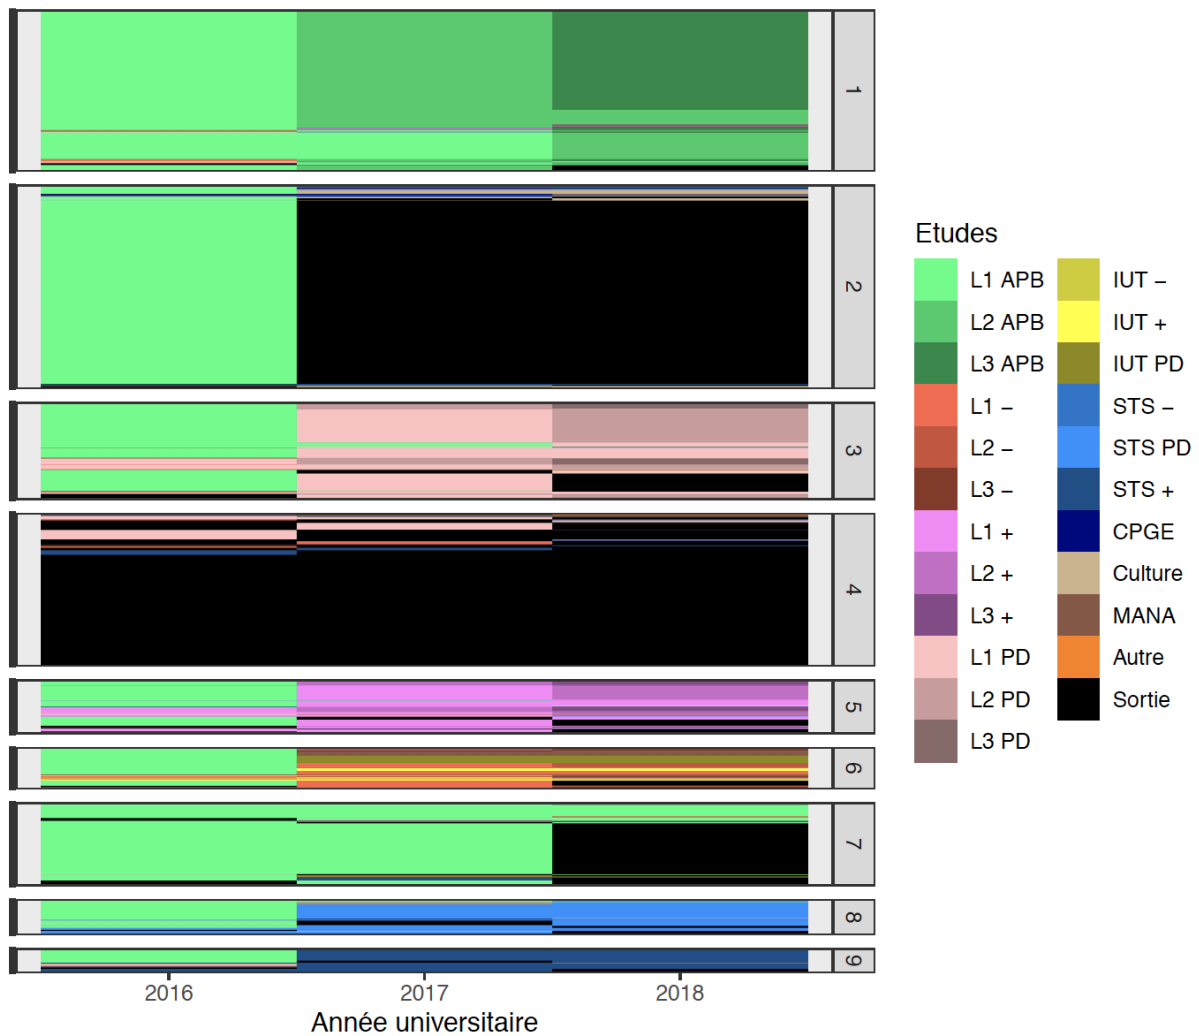 1
2
3
4
5
6
7
8
9
2016 2017 2018
Année universitaire
Etudes
L1 APB
L2 APB
L3 APB
L1 −
L2 −
L3 −
L1 +
L2 +
L3 +
L1 PD
L2 PD
L3 PD
IUT −
IUT +
IUT PD
STS −
STS PD
STS +
CPGE
Culture
MANA
Autre
Sortie